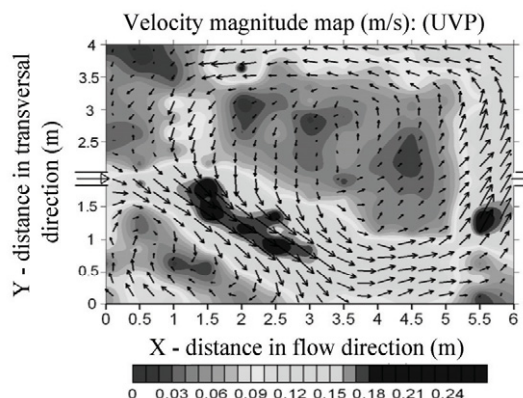 Velocity magnitude map (m/s): (UVP)
Y - distance in transversal
direction (m)
4
3.5
3
2.5
2
1.5
1
0.5
0
0 0.5 1 1.5 2 2.5 3 3.5 4 4.5 5 5.5 6
X - distance in flow direction (m)
0 0.03 0.06 0.09 0.12 0.15 0.18 0.21 0.24